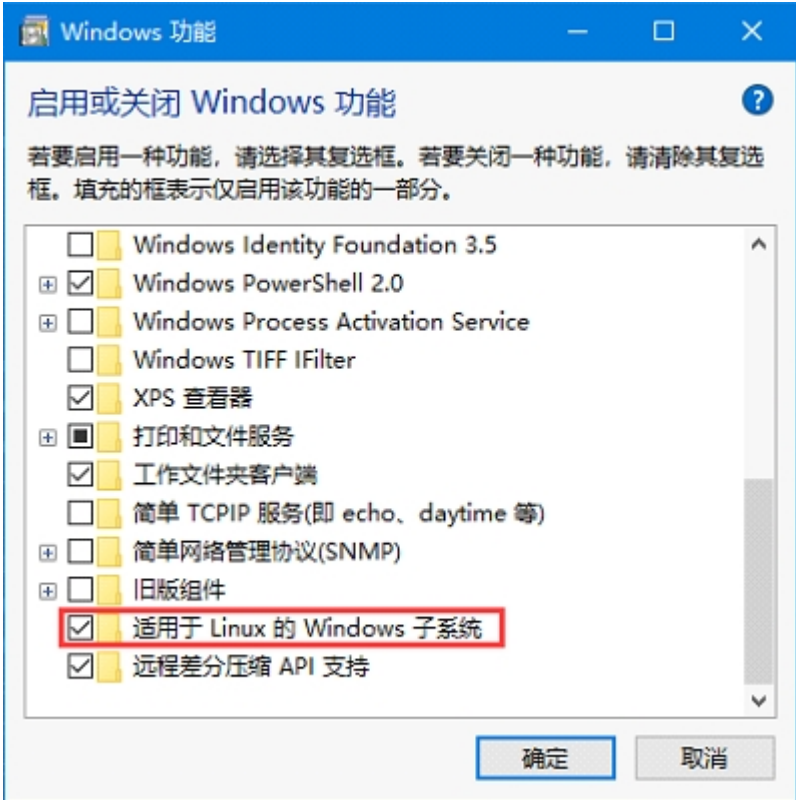 Windows 功能
启用或关闭 Windows 功能
若要启用一种功能，请选择其复选框。若要关闭一种功能，请清除其复选
框。填充的框表示仅启用该功能的一部分。
Windows Identity Foundation 3.5
Windows PowerShell 2.0
Windows Process Activation Service
Windows TIFF IFilter
XPS 查看器
打印和文件服务
工作文件夹客户端
简单 TCPIP 服务(即 echo、daytime 等)
简单网络管理协议(SNMP)
旧版组件
适用于 Linux 的 Windows 子系统
远程差分压缩 API 支持
确定
取消